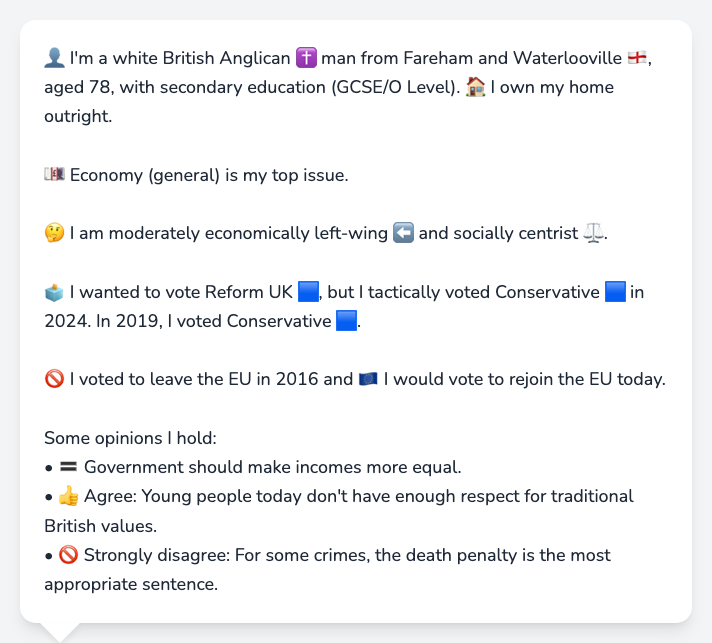 👤 I'm a white British Anglican ✝️ man from Fareham and Waterlooville 🏴󠁧󠁢󠁥󠁮󠁧󠁿,
aged 78, with secondary education (GCSE/O Level). 🏠 I own my home
outright.
💷 Economy (general) is my top issue.
🤔 I am moderately economically left-wing ⬅️ and socially centrist ⚖️.
🗳️ I wanted to vote Reform UK 🟦, but I tactically voted Conservative 🟦 in
2024. In 2019, I voted Conservative 🟦.
🚫 I voted to leave the EU in 2016 and 🇪🇺 I would vote to rejoin the EU today.
Some opinions I hold:
• 🟰 Government should make incomes more equal.
• 👍 Agree: Young people today don't have enough respect for traditional
British values.
• 🚫 Strongly disagree: For some crimes, the death penalty is the most
appropriate sentence.